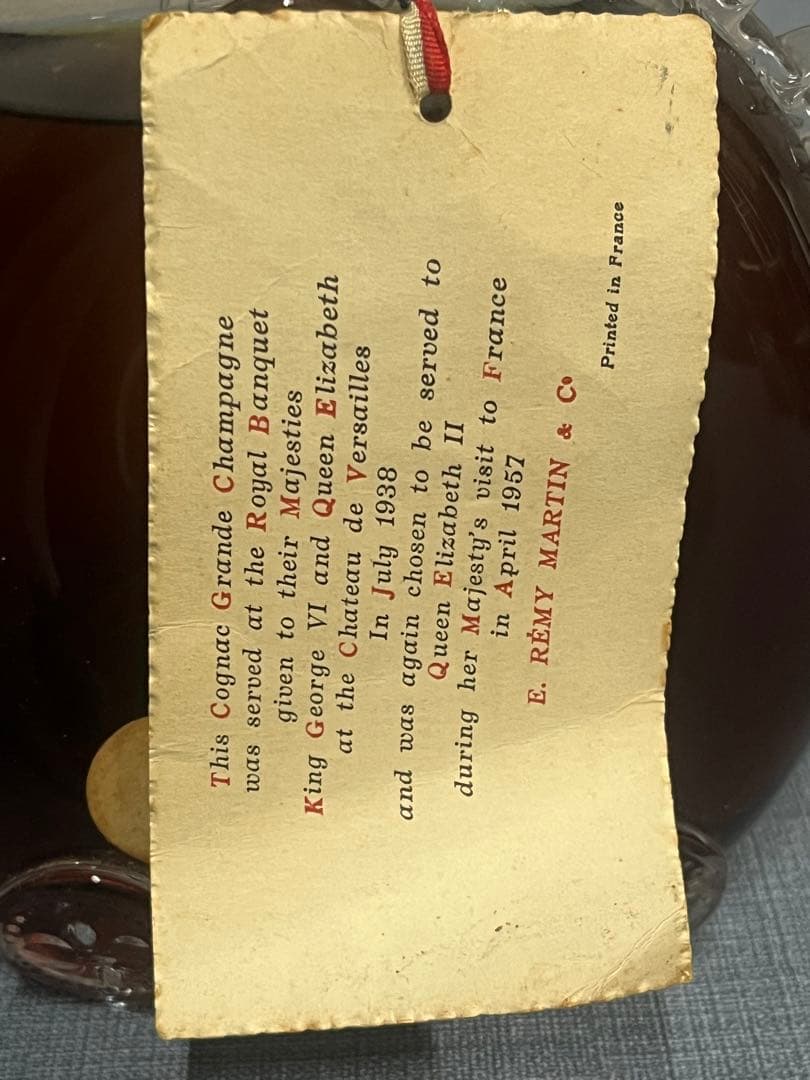 This Cognac Grande Champagne
was served at the Royal Banquet
given to their Majesties
King George VI and Queen Elizabeth
at the Chateau de Versailles
In July 1938
and was again chosen to be served to
Queen Elizabeth II
during her Majesty's visit to France
in April 1957
E. RÉMY MARTIN & Co
Printed in France